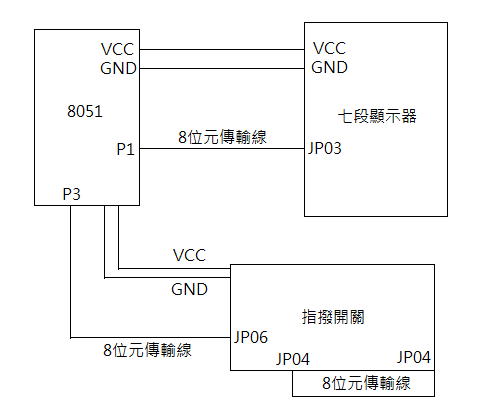 VCC
GND
8051
P1
P3
8位元傳輸線
VCC
GND
七段顯示器
JP03
VCC
GND
8位元傳輸線
指撥開關
JP06
JP04
JP04
8位元傳輸線